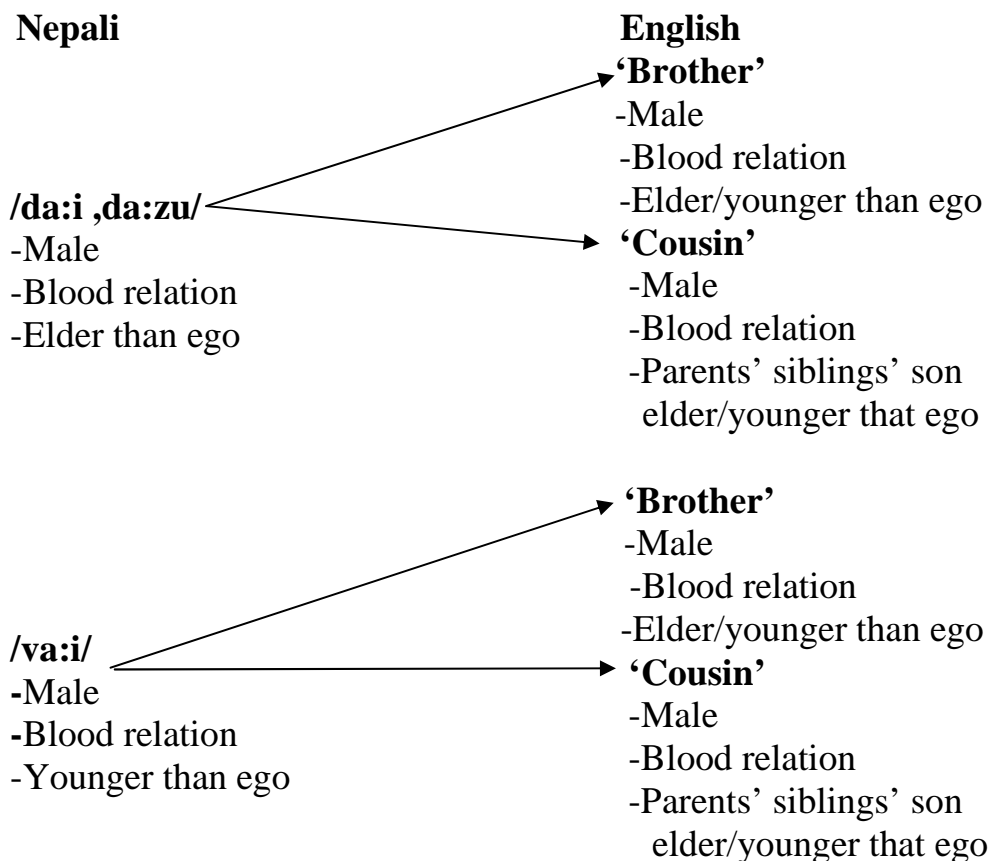 Nepali
English
‘Brother’
-Male
-Blood relation
-Elder/younger than ego
/da:i ,da:zu/
-Male
-Blood relation
-Elder than ego
‘Cousin’
-Male
-Blood relation
-Parents’ siblings’ son
elder/younger that ego
‘Brother’
-Male
-Blood relation
-Elder/younger than ego
/va:i/
-Male
-Blood relation
-Younger than ego
‘Cousin’
-Male
-Blood relation
-Parents’ siblings’ son
elder/younger that ego